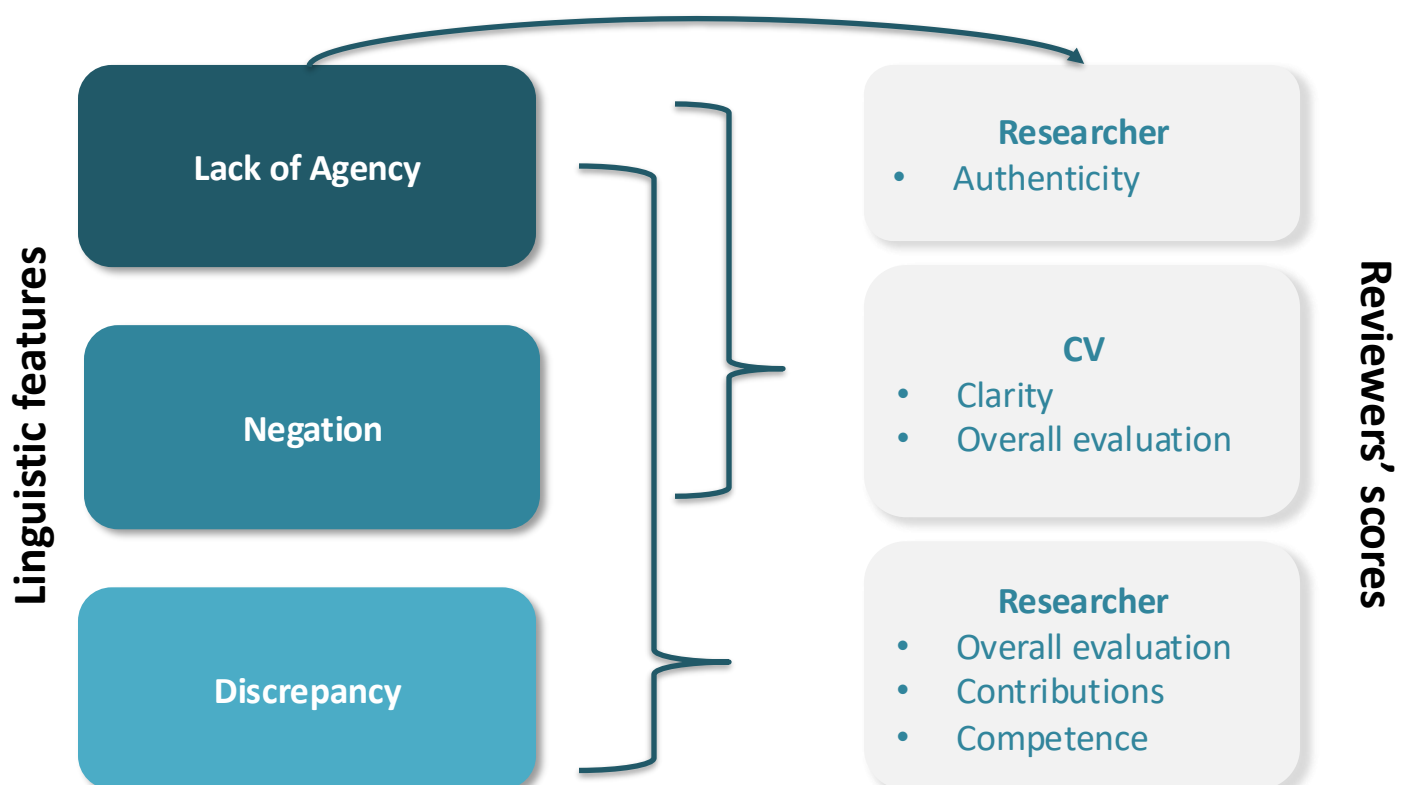 Linguistic features
Lack of Agency
Negation
Discrepancy
Researcher
• Authenticity
CV
• Clarity
• Overall evaluation
Researcher
• Overall evaluation
• Contributions
• Competence
Reviewers’ scores